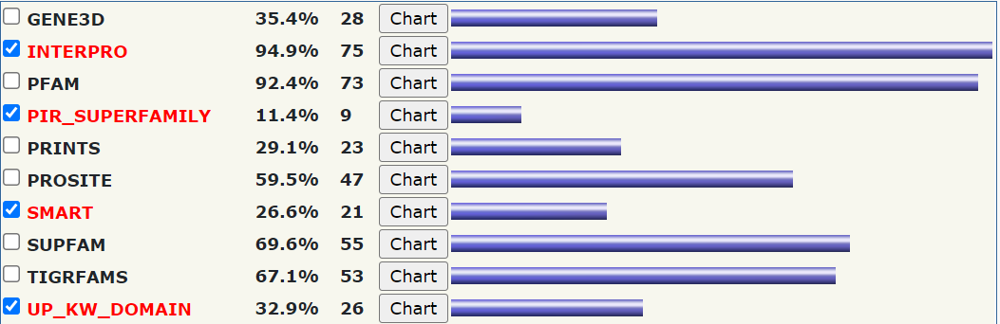 GENE3D 35.4% 28 Chart
INTERPRO 94.9% 75 Chart
PFAM 92.4% 73 Chart
PIR_SUPERFAMILY 11.4% 9 Chart
PRINTS 29.1% 23 Chart
PROSITE 59.5% 47 Chart
SMART 26.6% 21 Chart
SUPFAM 69.6% 55 Chart
TIGRFAMS 67.1% 53 Chart
UP_KW_DOMAIN 32.9% 26 Chart